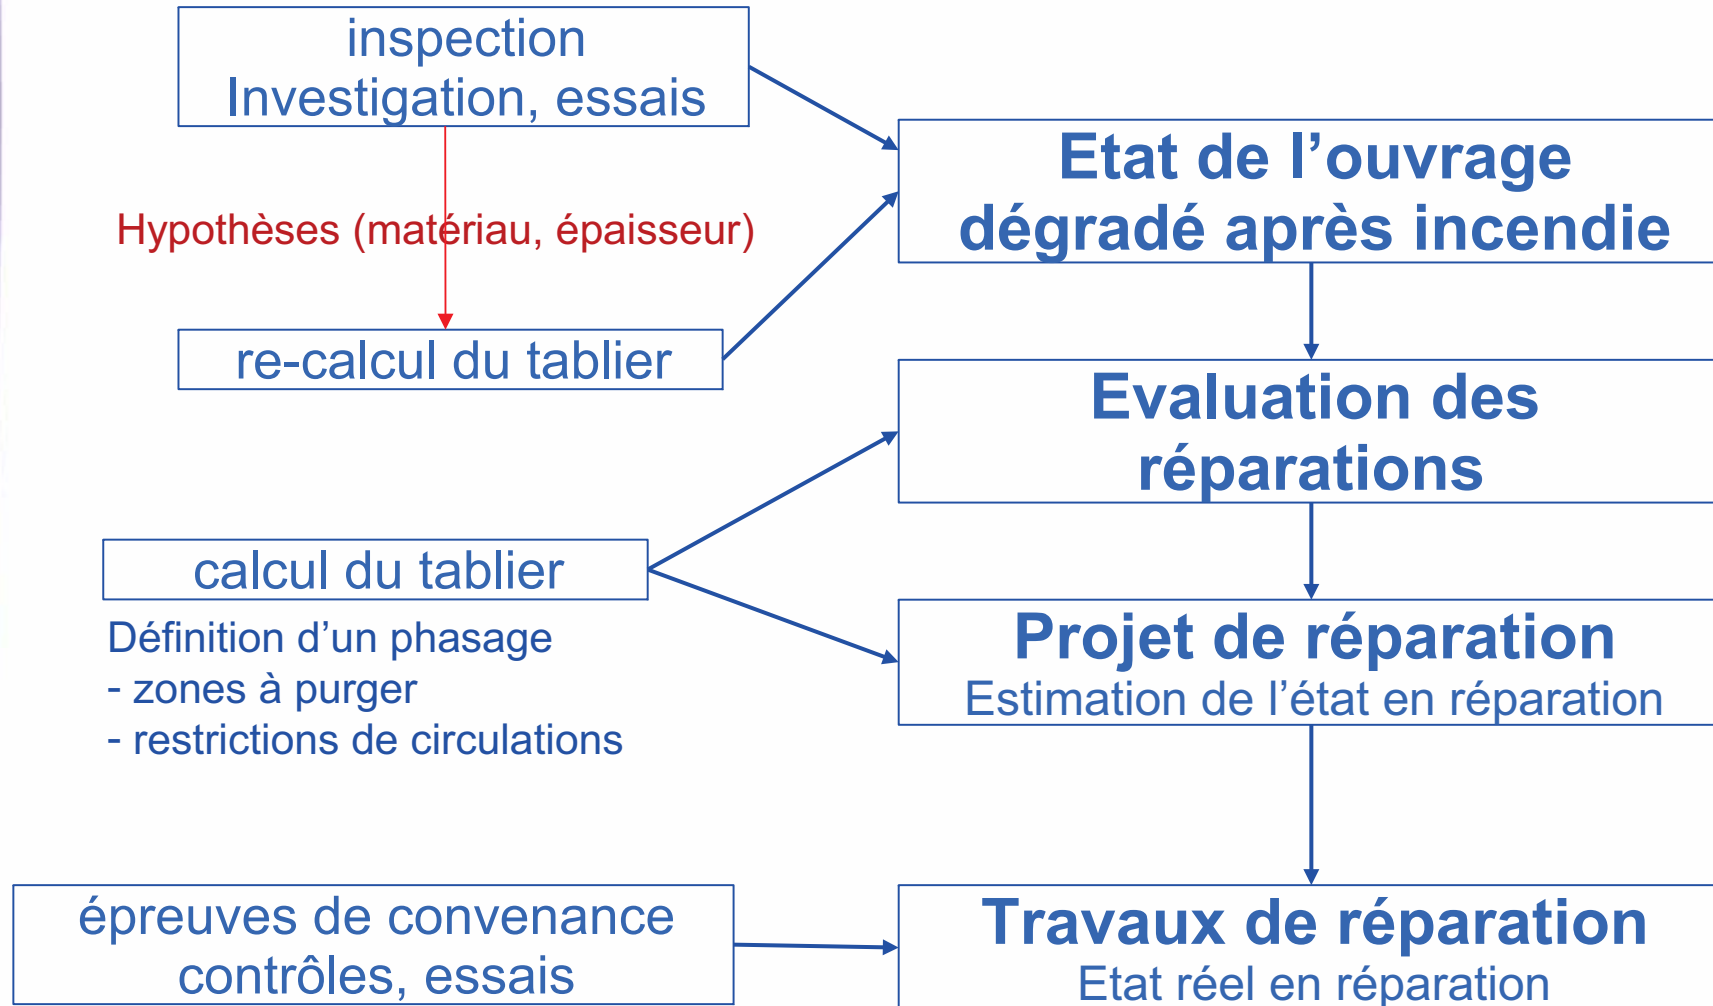 inspection
Investigation, essais
Etat de l’ouvrage
dégradé après incendie
Hypothèses (matériau, épaisseur)
re-calcul du tablier
Evaluation des
réparations
calcul du tablier
Définition d’un phasage
- zones à purger
- restrictions de circulations
Projet de réparation
Estimation de l’état en réparation
épreuves de convenance
contrôles, essais
Travaux de réparation
Etat réel en réparation